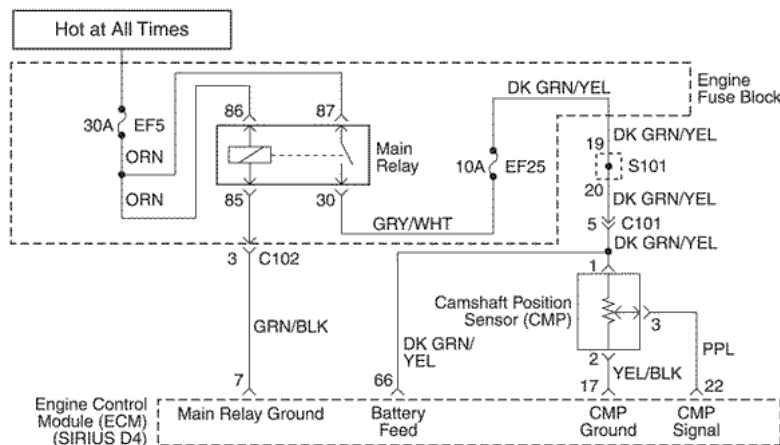 Hot at All Times
Engine
Fuse Block
DK GRN/YEL
30A EF5
86
87
ORN
Main
Relay
10A EF25
19
DK GRN/YEL
S101
ORN
85
30
20
DK GRN/YEL
GRY/WHT
5 C101
DK GRN/YEL
3 C102
1
Camshaft Position
Sensor (CMP)
3
GRN/BLK
DK GRN/
YEL
PPL
2
YEL/BLK
7
66
17
22
Engine Control
Module (ECM)
(SIRIUS D4)
Main Relay Ground
Battery
Feed
CMP
Ground
CMP
Signal